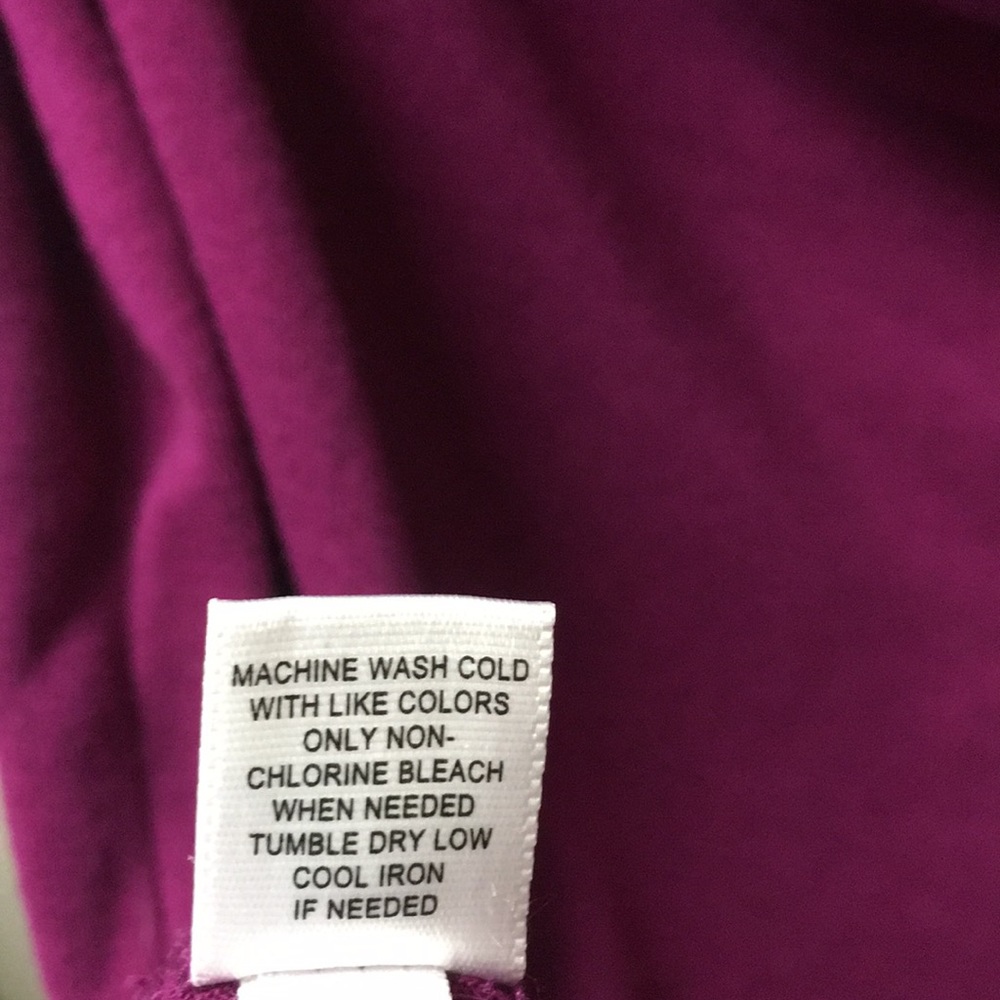 MACHINE WASH COLD
WITH LIKE COLORS
ONLY NON-
CHLORINE BLEACH
WHEN NEEDED
TUMBLE DRY LOW
COOL IRON
IF NEEDED